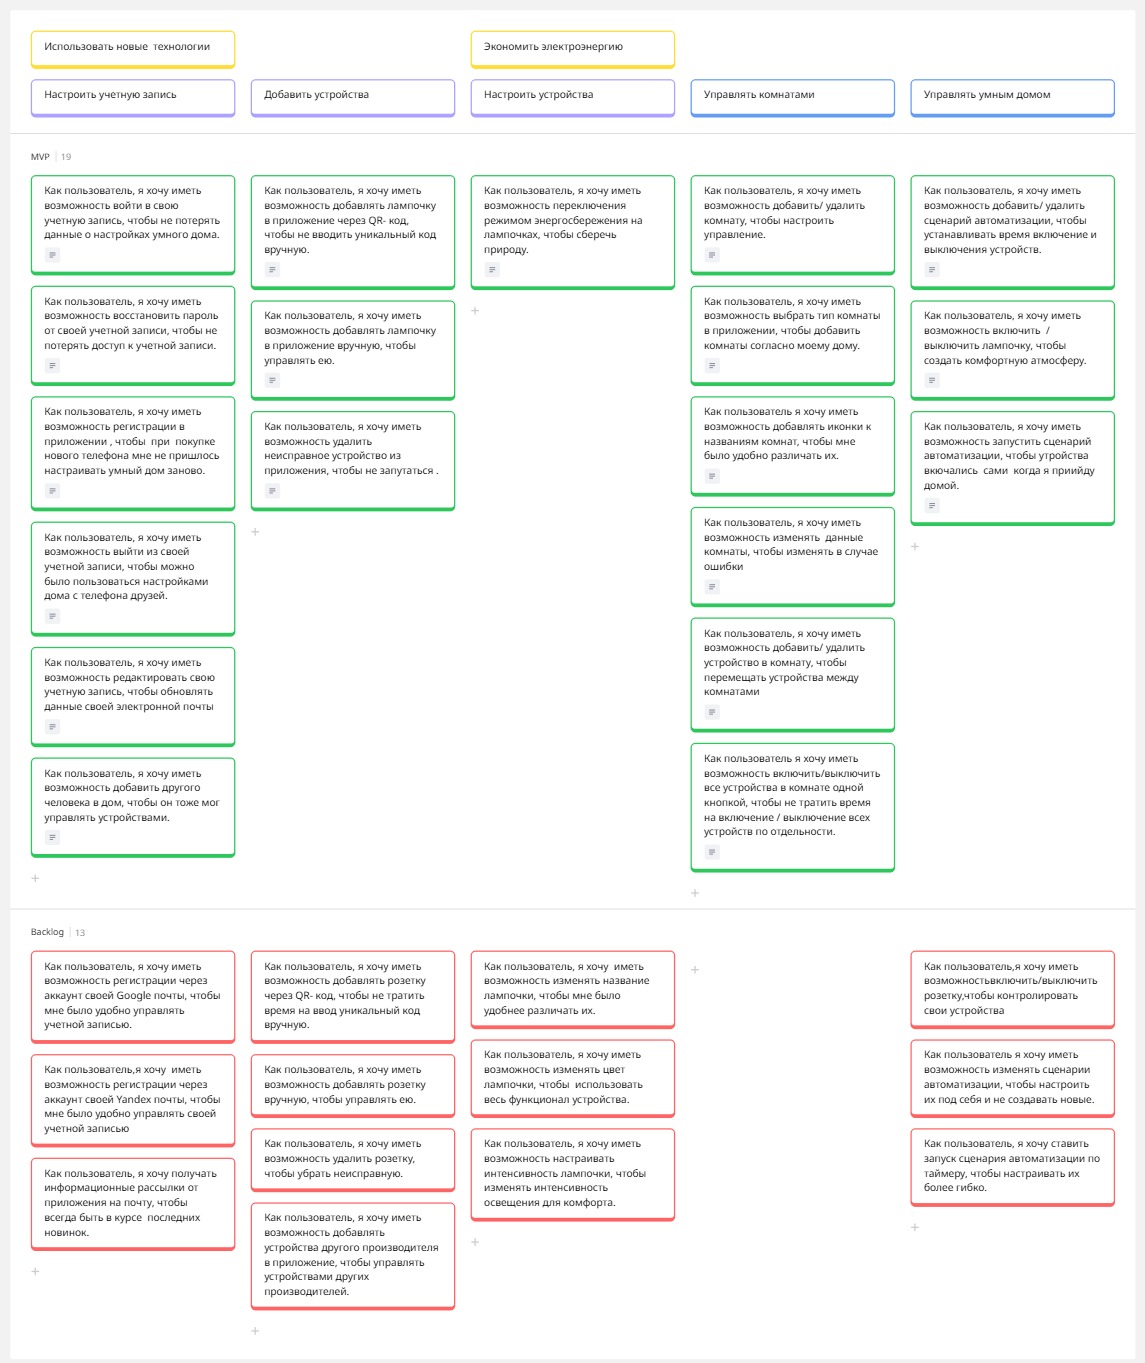 Использовать новые технологии
Экономить электроэнергию
Настроить учетную запись
Добавить устройства
Настроить устройства
Управлять комнатами
Управлять умным домом
MVP 19
Как пользователь, я хочу иметь
возможность войти в свою
учетную запись, чтобы не потерять
данные о настройках умного дома.
Как пользователь, я хочу иметь
возможность восстановить пароль
от своей учетной записи, чтобы не
потерять доступ к учетной записи.
Как пользователь, я хочу иметь
возможность регистрации в
приложении , чтобы при покупке
нового телефона мне не пришлось
настраивать умный дом заново.
Как пользователь, я хочу иметь
возможность выйти из своей
учетной записи, чтобы можно
было пользоваться настройками
дома с телефона друзей.
Как пользователь, я хочу иметь
возможность редактировать свою
учетную запись, чтобы обновлять
данные своей электронной почты
Как пользователь, я хочу иметь
возможность добавить другого
человека в дом, чтобы он тоже мог
управлять устройствами.
Как пользователь, я хочу иметь
возможность добавлять лампочку
в приложение через QR- код,
чтобы не вводить уникальный код
вручную.
Как пользователь, я хочу иметь
возможность добавлять лампочку
в приложение вручную, чтобы
управлять ею.
Как пользователь, я хочу иметь
возможность удалить
неисправное устройство из
приложения, чтобы не запутаться .
Как пользователь, я хочу иметь
возможность переключения
режимом энергосбережения на
лампочках, чтобы сберечь
природу.
Как пользователь, я хочу иметь
возможность добавить/ удалить
комнату, чтобы настроить
управление.
Как пользователь, я хочу иметь
возможность выбрать тип комнаты
в приложении, чтобы добавить
комнаты согласно моему дому.
Как пользователь я хочу иметь
возможность добавлять иконки к
названиям комнат, чтобы мне
было удобно различать их.
Как пользователь, я хочу иметь
возможность изменять данные
комнаты, чтобы изменять в случае
ошибки
Как пользователь, я хочу иметь
возможность добавить/ удалить
устройство в комнату, чтобы
перемещать устройства между
комнатами
Как пользователь я хочу иметь
возможность включить/выключить
все устройства в комнате одной
кнопкой, чтобы не тратить время
на включение / выключение всех
устройств по отдельности.
Как пользователь, я хочу иметь
возможность добавить/ удалить
сценарий автоматизации, чтобы
устанавливать время включение и
выключения устройств.
Как пользователь, я хочу иметь
возможность включить /
выключить лампочку, чтобы
создать комфортную атмосферу.
Как пользователь, я хочу иметь
возможность запустить сценарий
автоматизации, чтобы утройства
вкючались сами когда я приийду
домой.
Backlog 13
Как пользователь, я хочу иметь
возможность регистрации через
аккаунт своей Google почты, чтобы
мне было удобно управлять
учетной записью.
Как пользователь,я хочу иметь
возможность регистрации через
аккаунт своей Yandex почты, чтобы
мне было удобно управлять своей
учетной записью
Как пользователь, я хочу получать
информационные рассылки от
приложения на почту, чтобы
всегда быть в курсе последних
новинок.
Как пользователь, я хочу иметь
возможность добавлять розетку
через QR- код, чтобы не тратить
время на ввод уникальный код
вручную.
Как пользователь, я хочу иметь
возможность добавлять розетку
вручную, чтобы управлять ею.
Как пользователь, я хочу иметь
возможность удалить розетку,
чтобы убрать неисправную.
Как пользователь, я хочу иметь
возможность добавлять
устройства другого производителя
в приложение, чтобы управлять
устройствами других
производителей.
Как пользователь, я хочу иметь
возможность изменять название
лампочки, чтобы мне было
удобнее различать их.
Как пользователь, я хочу иметь
возможность изменять цвет
лампочки, чтобы использовать
весь функционал устройства.
Как пользователь, я хочу иметь
возможность настраивать
интенсивность лампочки, чтобы
изменять интенсивность
освещения для комфорта.
Как пользователь,я хочу иметь
возможностьвключить/выключить
розетку,чтобы контролировать
свои устройства
Как пользователь я хочу иметь
возможность изменять сценарии
автоматизации, чтобы настроить
их под себя и не создавать новые.
Как пользователь, я хочу ставить
запуск сценария автоматизации по
таймеру, чтобы настраивать их
более гибко.